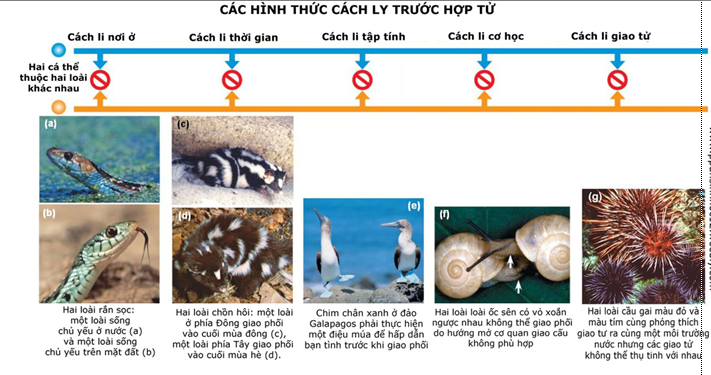 CÁC HÌNH THỨC CÁCH LY TRƯỚC HỢP TỬ
Cách li nơi ở
Cách li thời gian
Cách li tập tính
Cách li cơ học
Cách li giao tử
Hai cá thể
thuộc hai loài
khác nhau
(a)
(b)
Hai loài rắn sọc:
một loài sống
chủ yếu ở nước (a)
và một loài sống
chủ yếu trên mặt đất (b)
(c)
(d)
Hai loài chồn hôi: một loài
ở phía Đông giao phối
vào cuối mùa đông (c),
một loài phía Tây giao phối
vào cuối mùa hè (d).
(e)
Chim chân xanh ở đảo
Galapagos phải thực hiện
một điệu múa để hấp dẫn
bạn tình trước khi giao phối
(f)
Hai loài loài ốc sên có vỏ xoắn
ngược nhau không thể giao phối
do hướng mở cơ quan giao cấu
không phù hợp
(g)
Hai loài cầu gai màu đỏ và
màu tím cùng phóng thích
giao tư ra cùng một môi trường
nước nhưng các giao tử
không thể thụ tinh với nhau